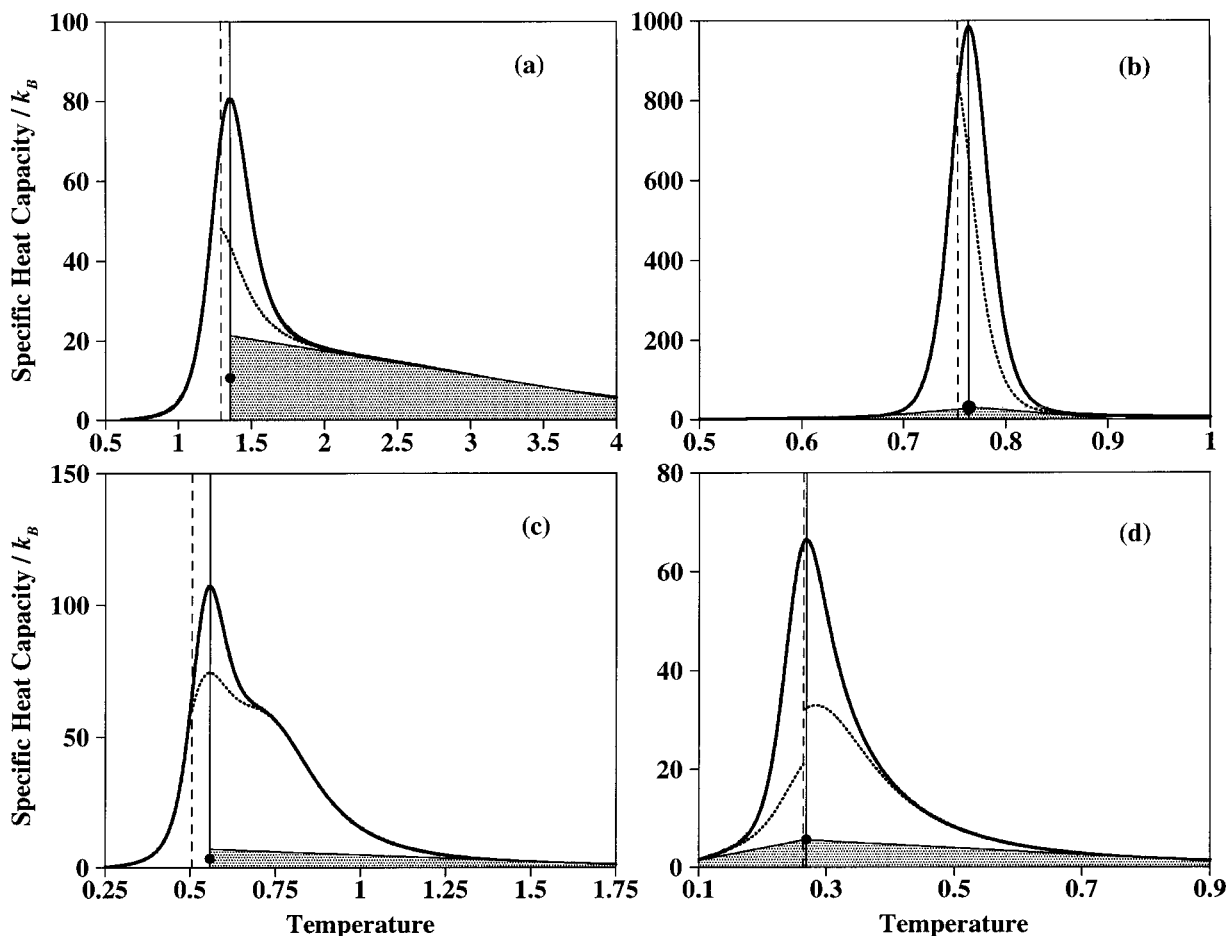 100
80
60
40
20
0
0.5 1 1.5 2 2.5 3 3.5 4
(a)
Specific Heat Capacity / k_B
1000
800
600
400
200
0
0.5 0.6 0.7 0.8 0.9 1
(b)
150
100
50
0
0.25 0.5 0.75 1 1.25 1.5 1.75
(c)
Specific Heat Capacity / k_B
Temperature
80
60
40
20
0
0.1 0.3 0.5 0.7 0.9
(d)
Temperature